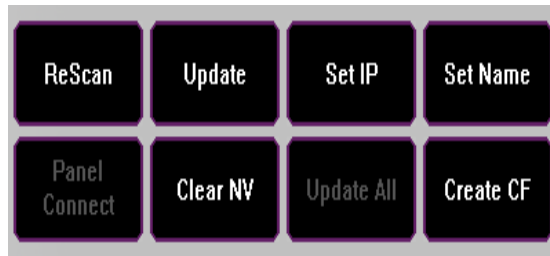 ReScan
Update
Set IP
Set Name
Panel
Connect
Clear NV
Update All
Create CF